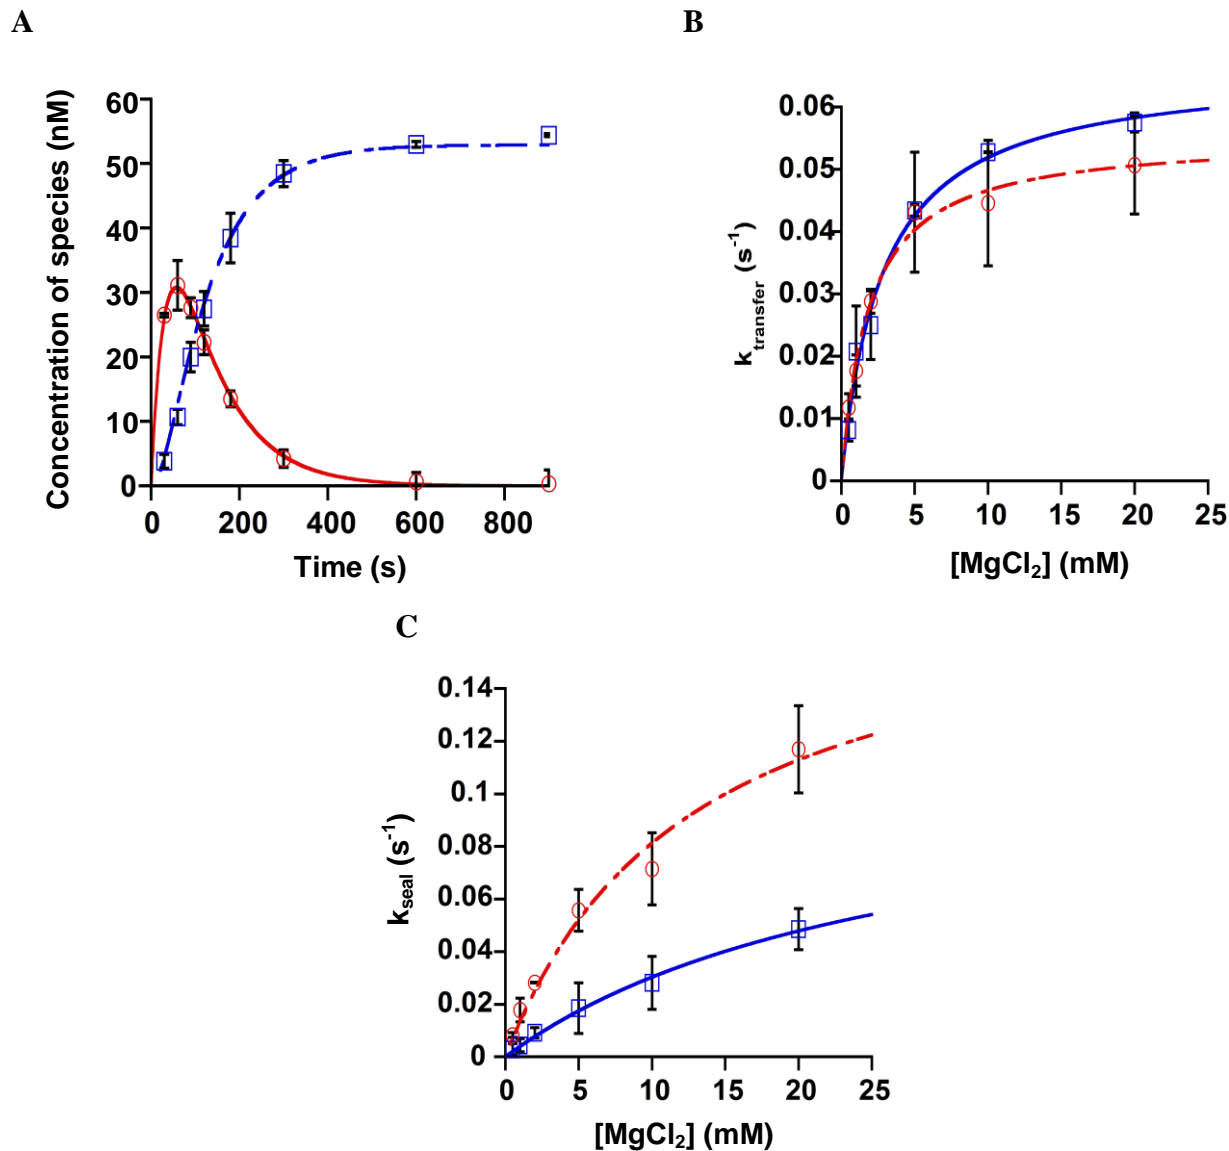 A
Concentration of species (nM)
60
50
40
30
20
10
0
0 200 400 600 800
Time (s)
B
k_transfer (s⁻¹)
0.06
0.05
0.04
0.03
0.02
0.01
0
0 5 10 15 20 25
[MgCl₂] (mM)
C
k_seal (s⁻¹)
0.14
0.12
0.1
0.08
0.06
0.04
0.02
0
0 5 10 15 20 25
[MgCl₂] (mM)